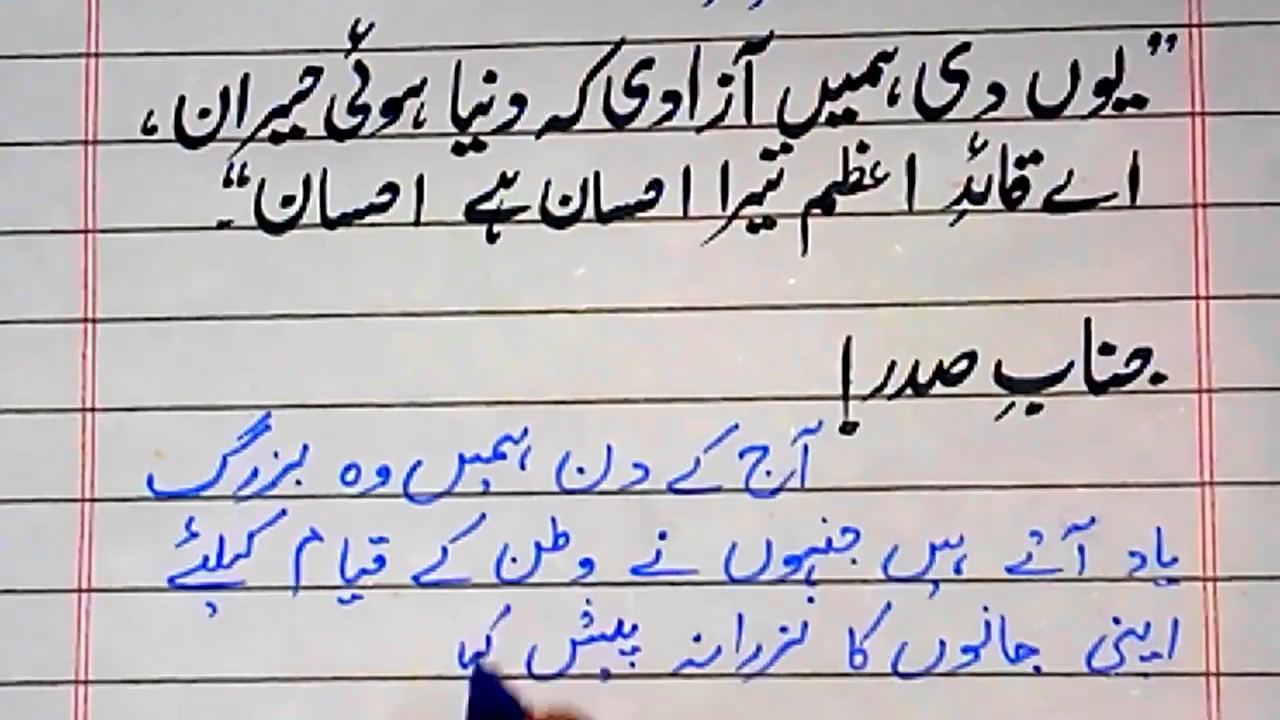 ”یوں دی ہمیں آزادی کہ دنیا ہوئی حیران،
اے قائدِ اعظم تیرا احسان ہے احسان“۔
جنابِ صدر!
آج کے دن ہمیں وہ بزرگ
یاد آتے ہیں جنہوں نے وطن کے قیام کیلئے
اپنی جانوں کا نزرانہ پیش کیا